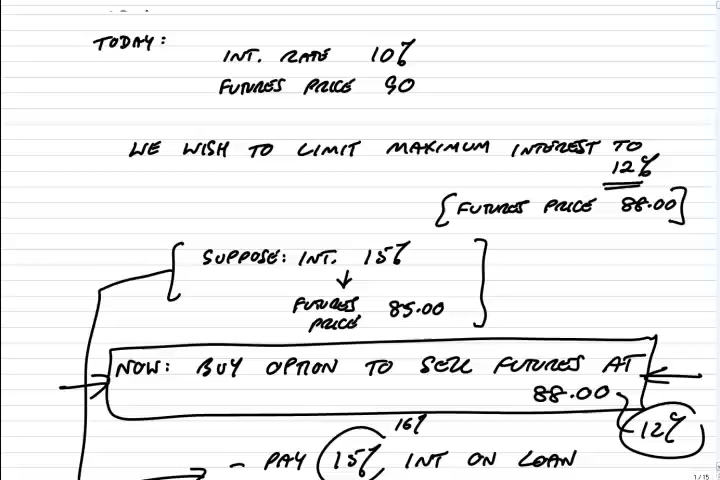 TODAY:
INT. RATE 10%
FUTURES PRICE 90
WE WISH TO LIMIT MAXIMUM INTEREST TO
12%
[FUTURES PRICE 88.00]
SUPPOSE: INT. 15%
FUTURES 85.00
PRICE
NOW: BUY OPTION TO SELL FUTURES AT
88.00
12%
16%
- PAY 15% INT ON LOAN
1/15